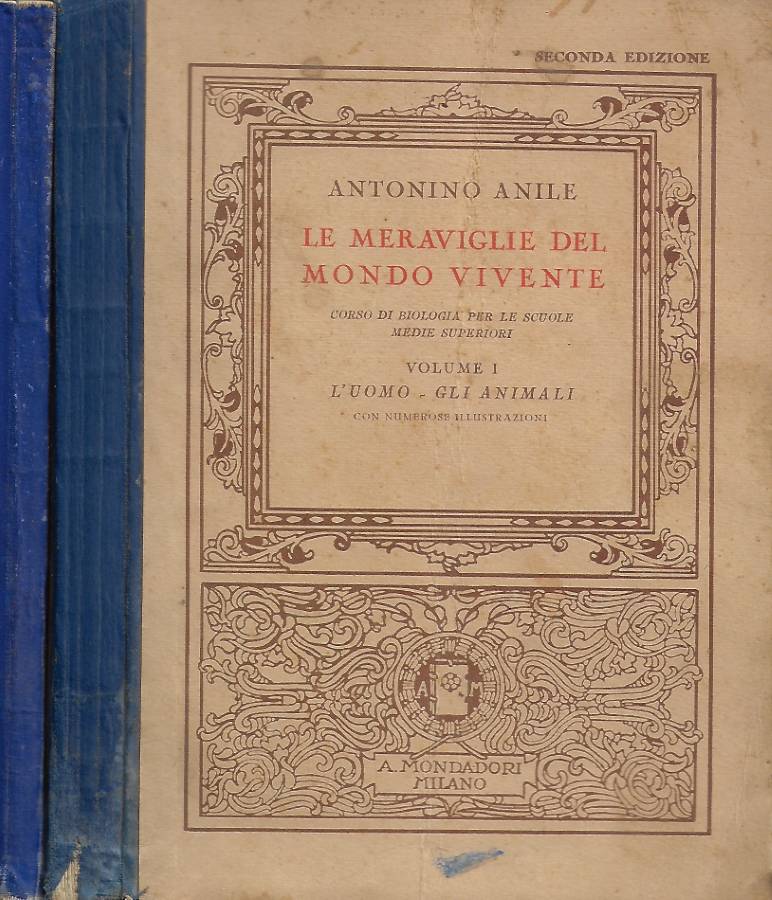 SECONDA EDIZIONE
ANTONINO ANILE
LE MERAVIGLIE DEL
MONDO VIVENTE
CORSO DI BIOLOGIA PER LE SCUOLE
MEDIE SUPERIORI
VOLUME I
L'UOMO - GLI ANIMALI
CON NUMEROSE ILLUSTRAZIONI
A M
A. MONDADORI
MILANO